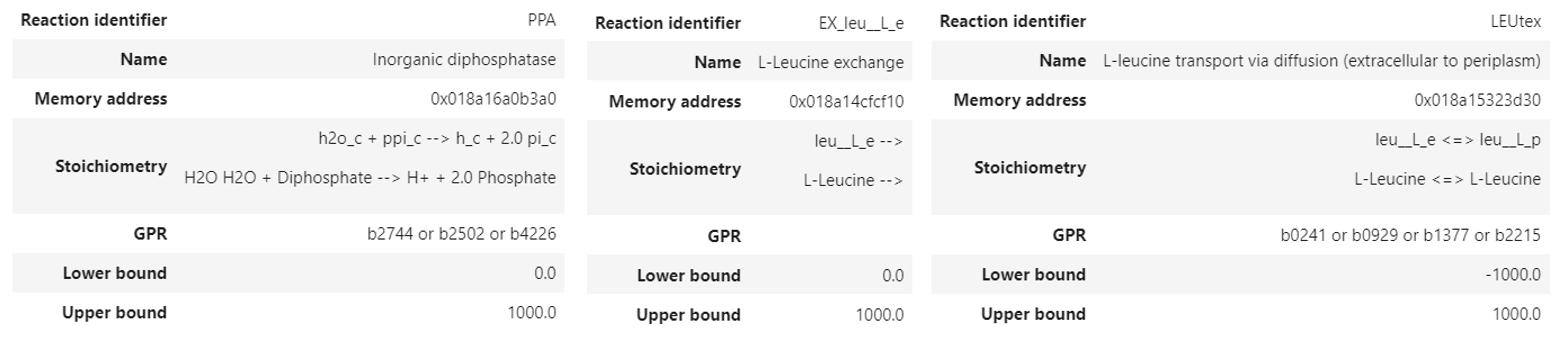 Reaction identifier PPA
Name Inorganic diphosphatase
Memory address 0x018a16a0b3a0
Stoichiometry
h2o_c + ppi_c --> h_c + 2.0 pi_c
H2O H2O + Diphosphate --> H+ + 2.0 Phosphate
GPR b2744 or b2502 or b4226
Lower bound 0.0
Upper bound 1000.0
Reaction identifier EX_leu__L_e
Name L-Leucine exchange
Memory address 0x018a14cfcf10
Stoichiometry
leu__L_e -->
L-Leucine -->
GPR
Lower bound 0.0
Upper bound 1000.0
Reaction identifier LEUtex
Name L-leucine transport via diffusion (extracellular to periplasm)
Memory address 0x018a15323d30
Stoichiometry
leu__L_e <=> leu__L_p
L-Leucine <=> L-Leucine
GPR b0241 or b0929 or b1377 or b2215
Lower bound -1000.0
Upper bound 1000.0